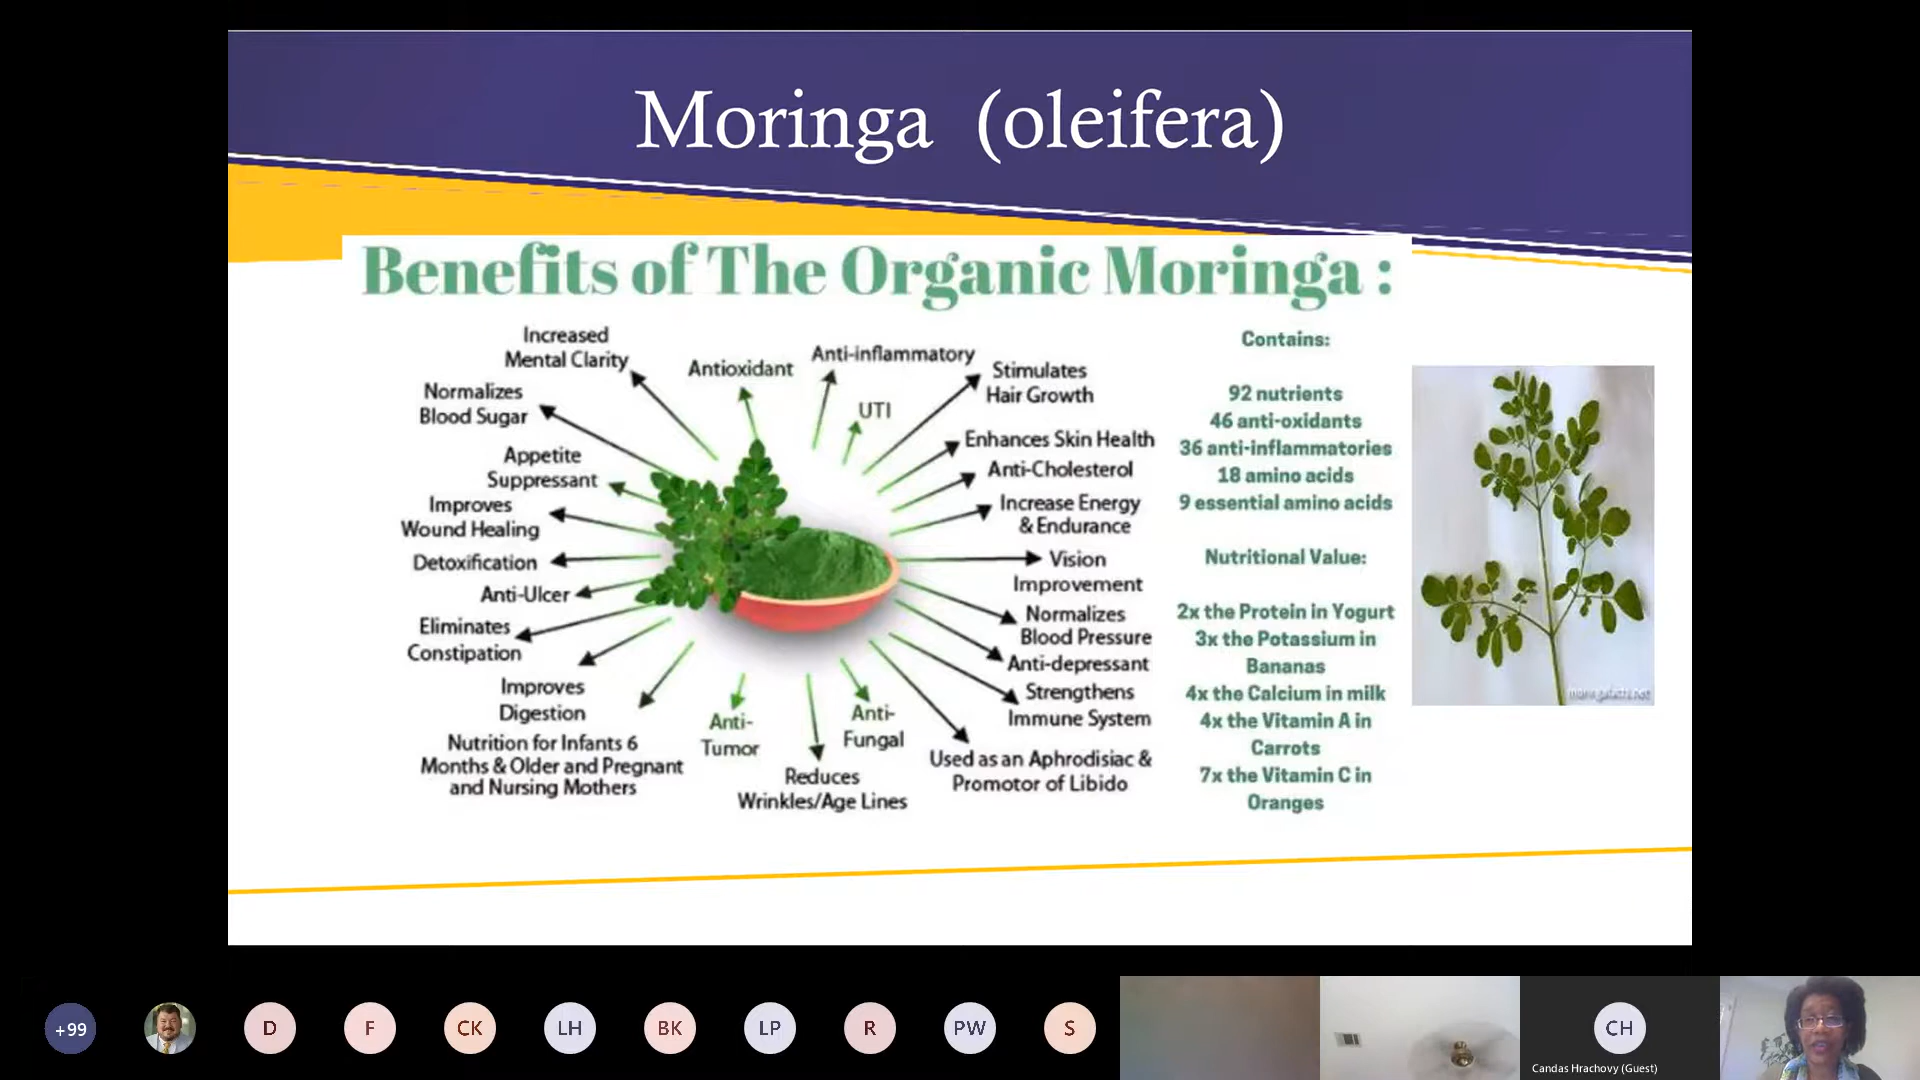 Moringa (oleifera)
Benefits of The Organic Moringa :
Increased
Mental Clarity
Normalizes
Blood Sugar
Appetite
Suppressant
Improves
Wound Healing
Detoxification
Anti-Ulcer
Eliminates
Constipation
Improves
Digestion
Nutrition for Infants 6
Months & Older and Pregnant
and Nursing Mothers
Antioxidant
Anti-inflammatory
UTI
Stimulates
Hair Growth
Enhances Skin Health
Anti-Cholesterol
Increase Energy
& Endurance
Vision
Improvement
Normalizes
Blood Pressure
Anti-depressant
Strengthens
Immune System
Used as an Aphrodisiac &
Promotor of Libido
Anti-
Fungal
Reduces
Wrinkles/Age Lines
Anti-
Tumor
Contains:
92 nutrients
46 anti-oxidants
36 anti-inflammatories
18 amino acids
9 essential amino acids
Nutritional Value:
2x the Protein in Yogurt
3x the Potassium in
Bananas
4x the Calcium in milk
4x the Vitamin A in
Carrots
7x the Vitamin C in
Oranges
moringafacts.net
+99
D
F
CK
LH
BK
LP
R
PW
S
CH
Candas Hrachovy (Guest)